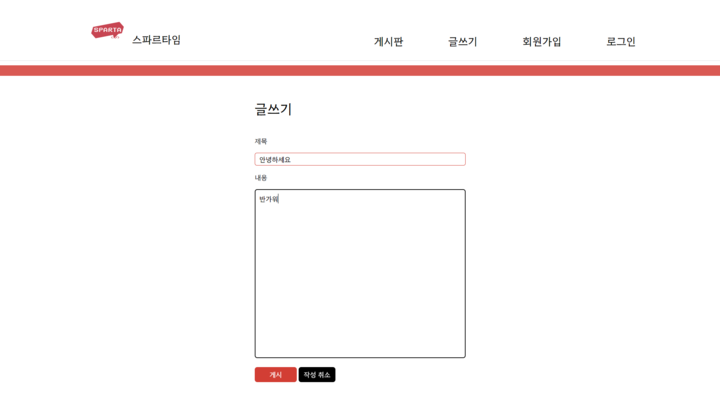 SPARTA
스파르타임
게시판 글쓰기 회원가입 로그인
글쓰기
제목
안녕하세요
내용
반가워
게시 작성 취소